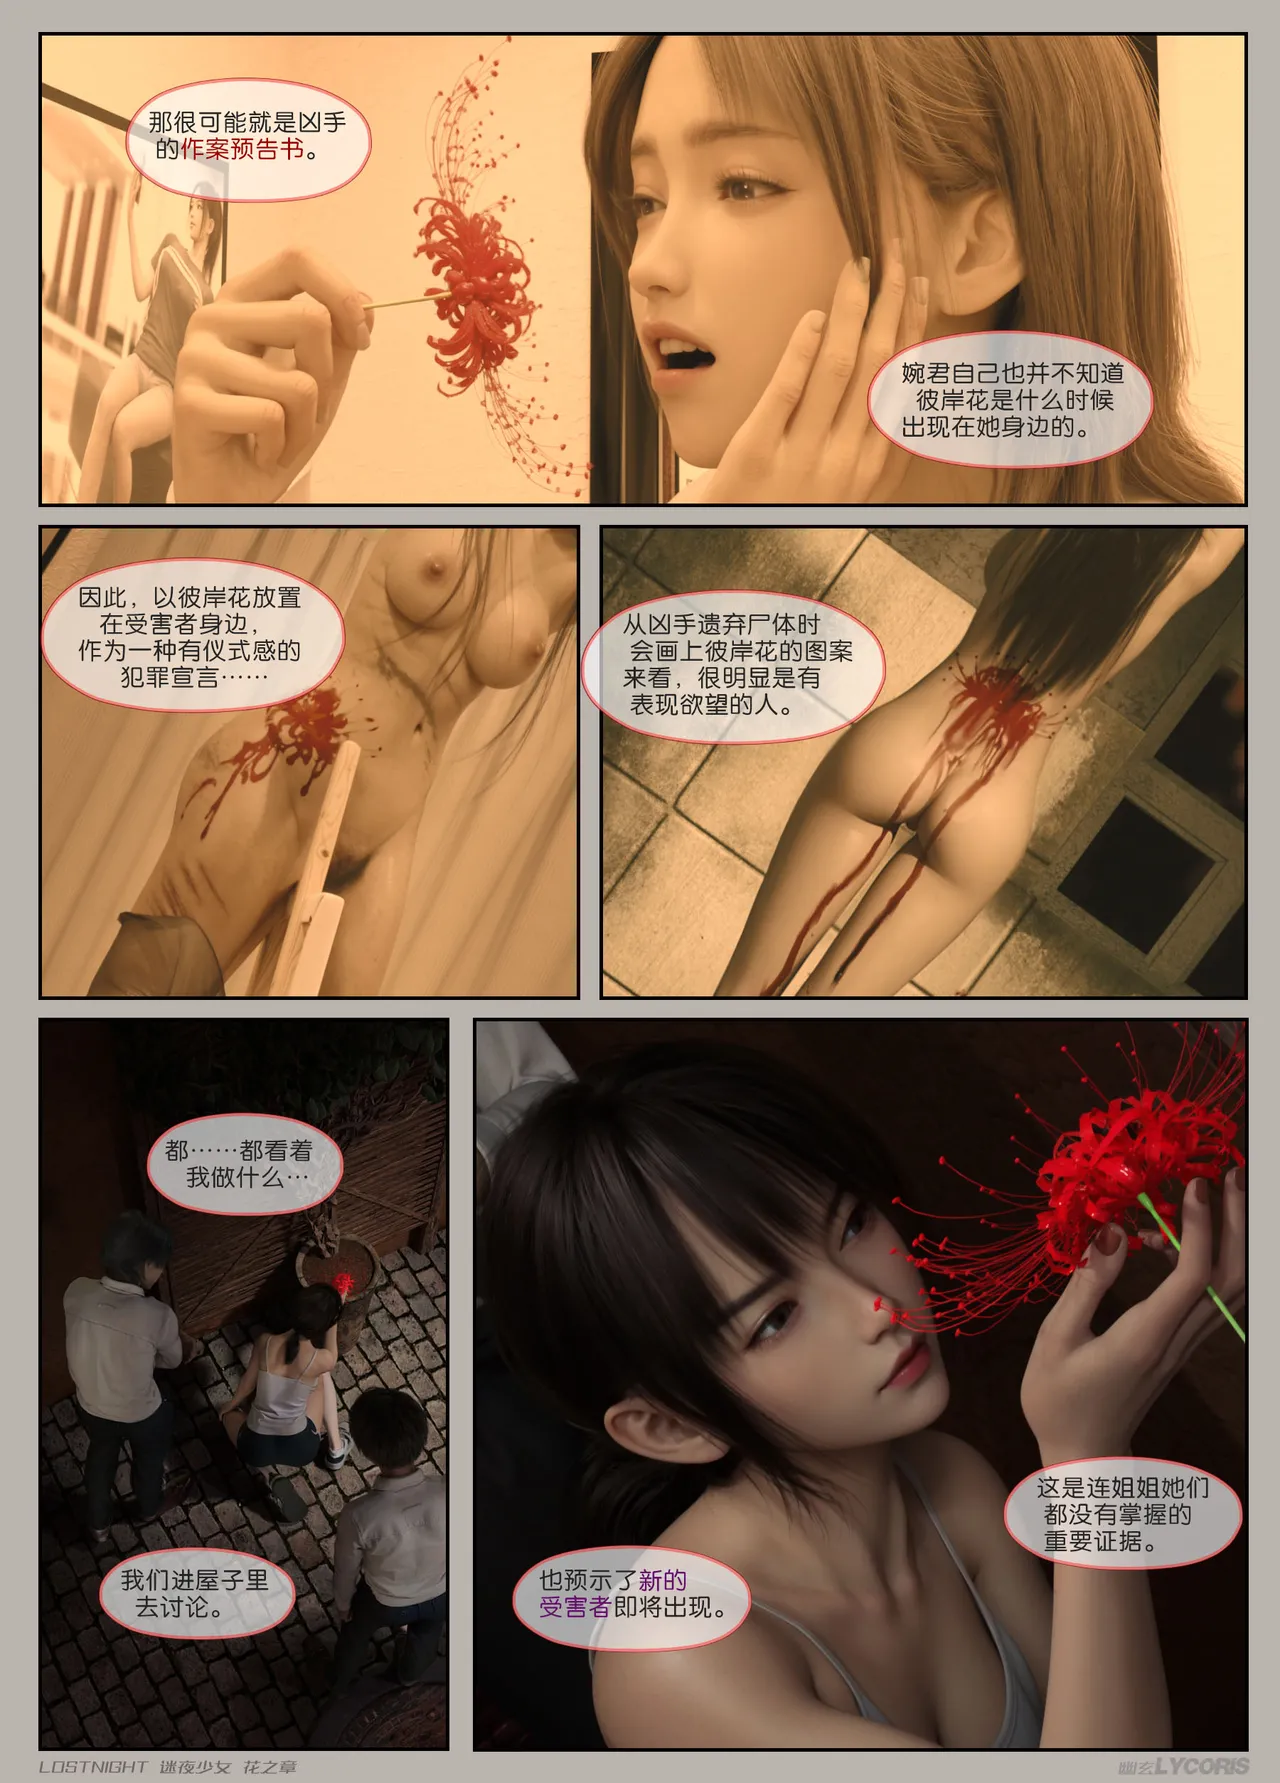 那很可能就是凶手
的作案预告书。
婉君自己也并不知道
彼岸花是什么时候
出现在她身边的。
因此，以彼岸花放置
在受害者身边，
作为一种有仪式感的
犯罪宣言……
从凶手遗弃尸体时
会画上彼岸花的图案
来看，很明显是有
表现欲望的人。
都……都看着
我做什么…
我们进屋子里
去讨论。
这是连姐姐她们
都没有掌握的
重要证据。
也预示了新的
受害者即将出现。
LOSTNIGHT 迷夜少女 花之章
幽玄LYCORIS